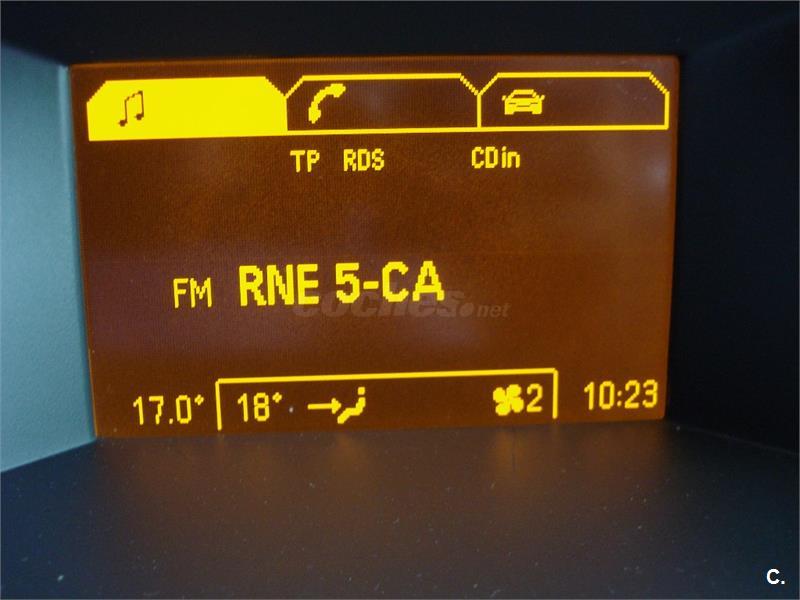 TP RDS CDin
FM RNE 5-CA
coches.net
17.0° 18° 2 10:23
C.